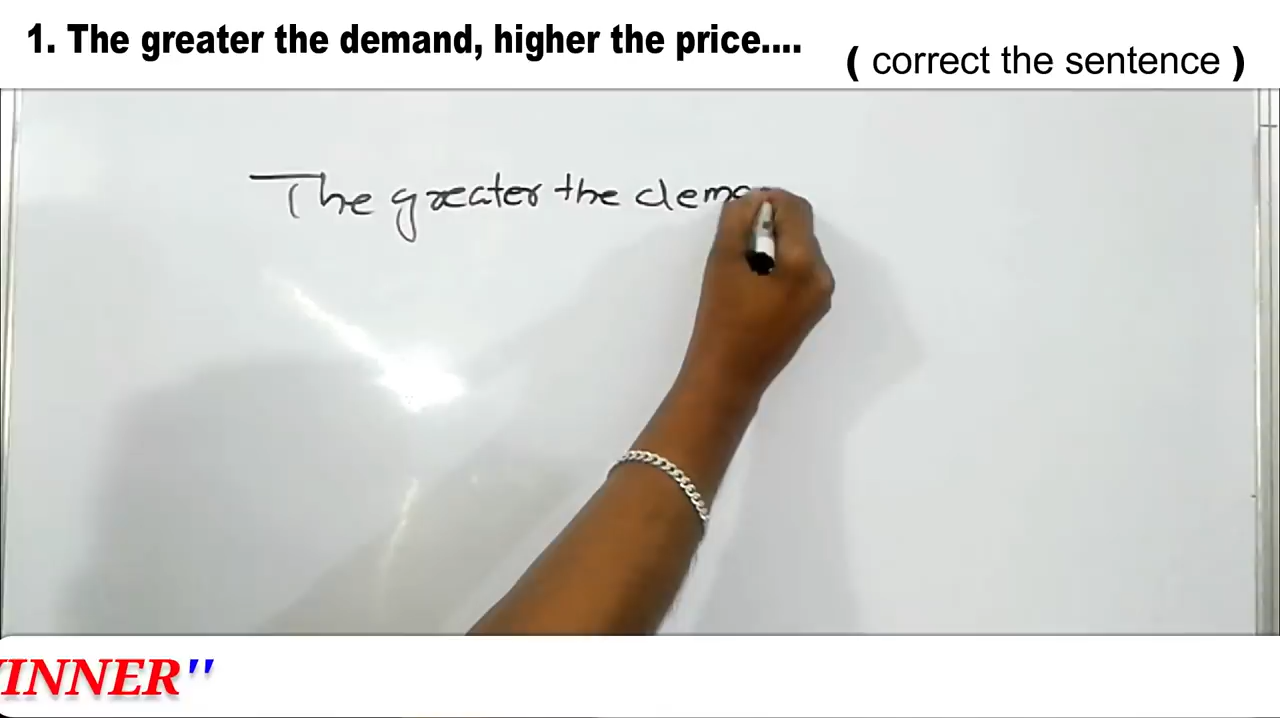 1. The greater the demand, higher the price....
( correct the sentence )
The greater the dema
INNER"